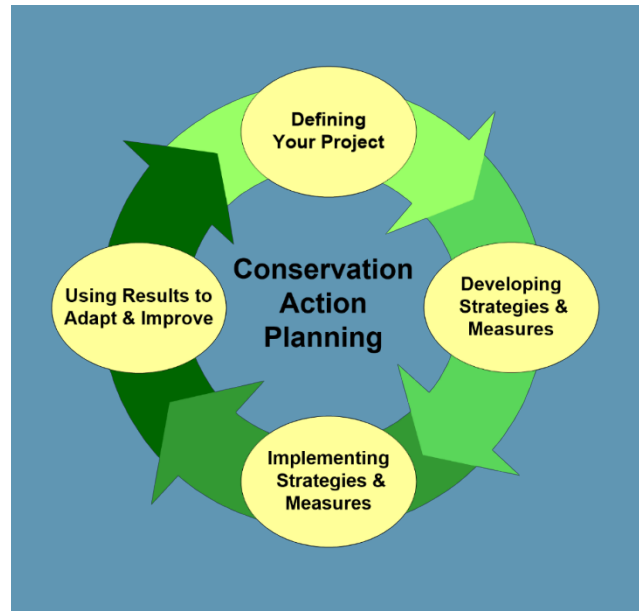 Defining
Your Project
Conservation
Action
Planning
Using Results to
Adapt & Improve
Developing
Strategies &
Measures
Implementing
Strategies &
Measures